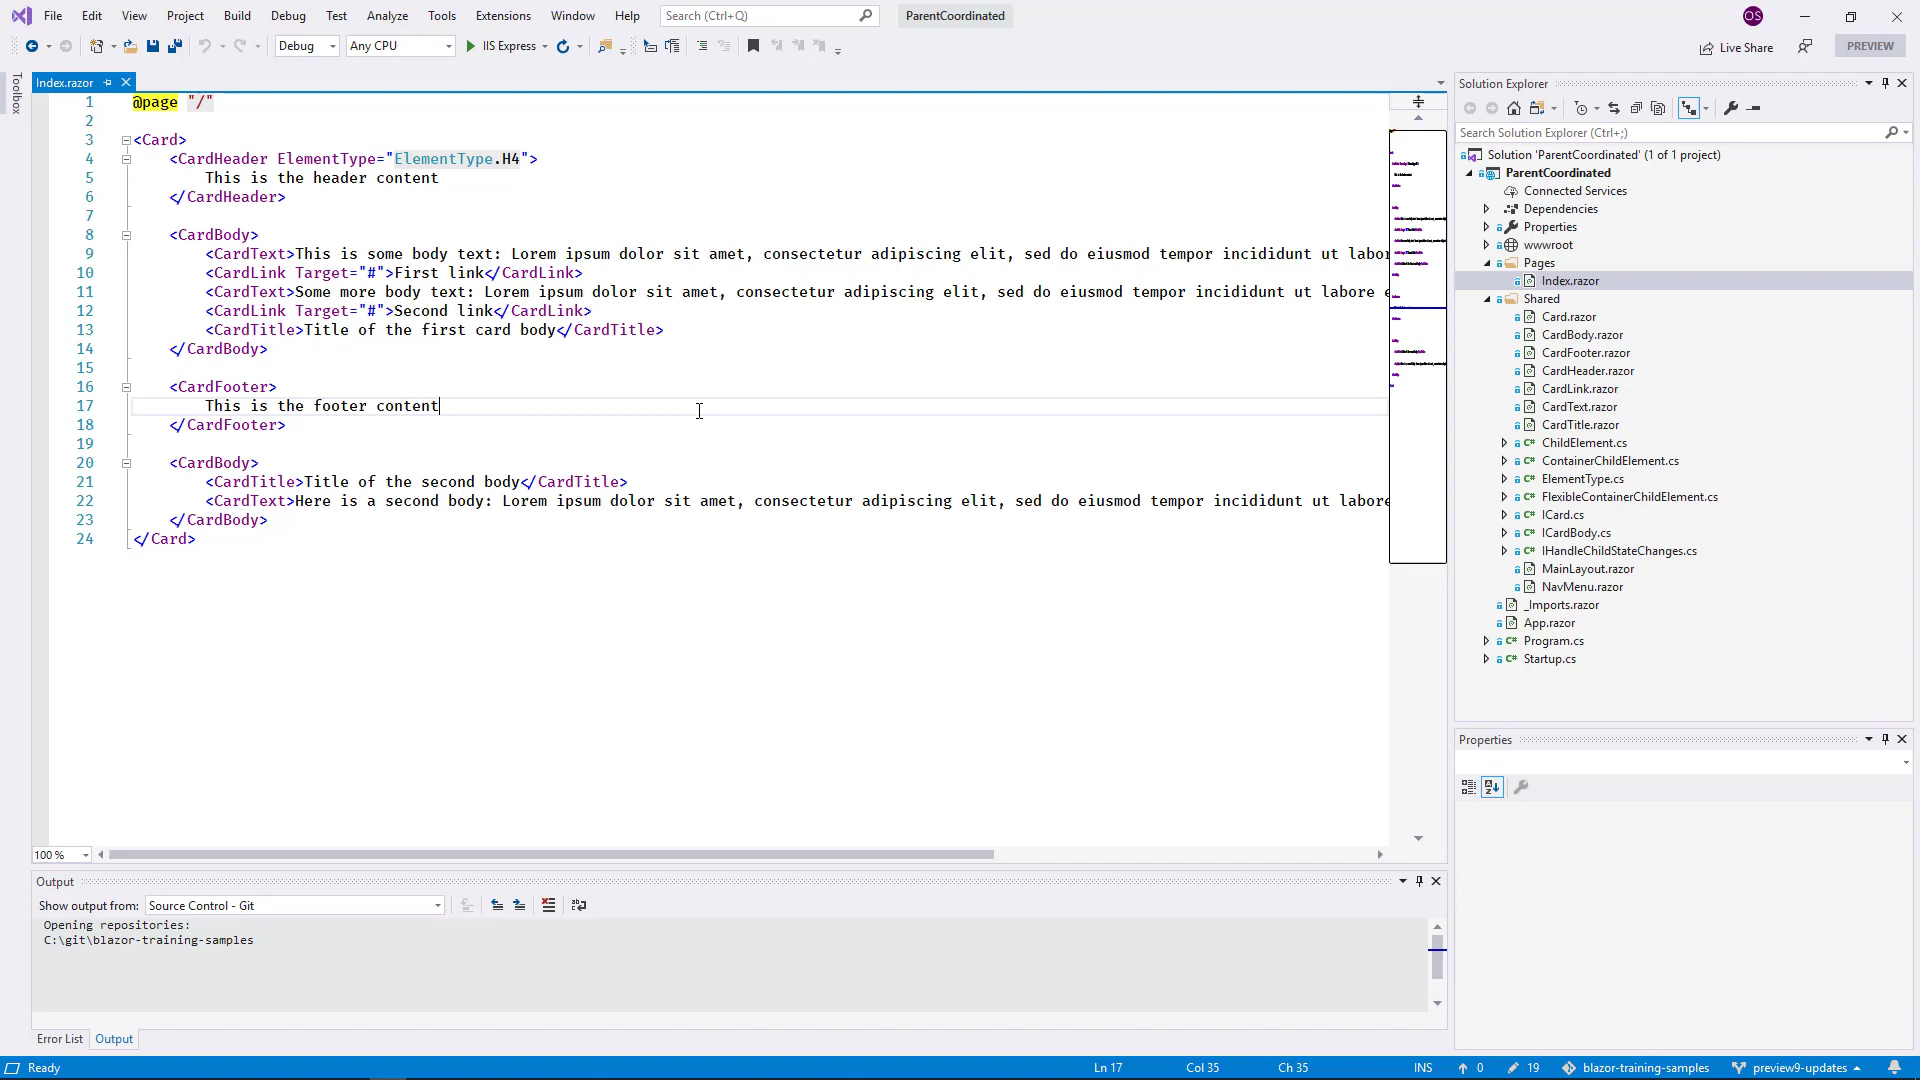 File Edit View Project Build Debug Test Analyze Tools Extensions Window Help Search (Ctrl+Q) ParentCoordinated OS
Debug Any CPU IIS Express Live Share PREVIEW
Toolbox
Index.razor
1 @page "/"
2
3 <Card>
4 <CardHeader ElementType="ElementType.H4">
5 This is the header content
6 </CardHeader>
7
8 <CardBody>
9 <CardText>This is some body text: Lorem ipsum dolor sit amet, consectetur adipiscing elit, sed do eiusmod tempor incididunt ut labor
10 <CardLink Target="#">First link</CardLink>
11 <CardText>Some more body text: Lorem ipsum dolor sit amet, consectetur adipiscing elit, sed do eiusmod tempor incididunt ut labore e
12 <CardLink Target="#">Second link</CardLink>
13 <CardTitle>Title of the first card body</CardTitle>
14 </CardBody>
15
16 <CardFooter>
17 This is the footer content
18 </CardFooter>
19
20 <CardBody>
21 <CardTitle>Title of the second body</CardTitle>
22 <CardText>Here is a second body: Lorem ipsum dolor sit amet, consectetur adipiscing elit, sed do eiusmod tempor incididunt ut labore
23 </CardBody>
24 </Card>
100 %
Output
Show output from: Source Control - Git
Opening repositories:
C:\git\blazor-training-samples
Error List Output
Solution Explorer
Search Solution Explorer (Ctrl+;)
Solution 'ParentCoordinated' (1 of 1 project)
ParentCoordinated
Connected Services
Dependencies
Properties
wwwroot
Pages
Index.razor
Shared
Card.razor
CardBody.razor
CardFooter.razor
CardHeader.razor
CardLink.razor
CardText.razor
CardTitle.razor
ChildElement.cs
ContainerChildElement.cs
ElementType.cs
FlexibleContainerChildElement.cs
ICard.cs
ICardBody.cs
IHandleChildStateChanges.cs
MainLayout.razor
NavMenu.razor
_Imports.razor
App.razor
Program.cs
Startup.cs
Properties
Ready Ln 17 Col 35 Ch 35 INS 0 19 blazor-training-samples preview9-updates